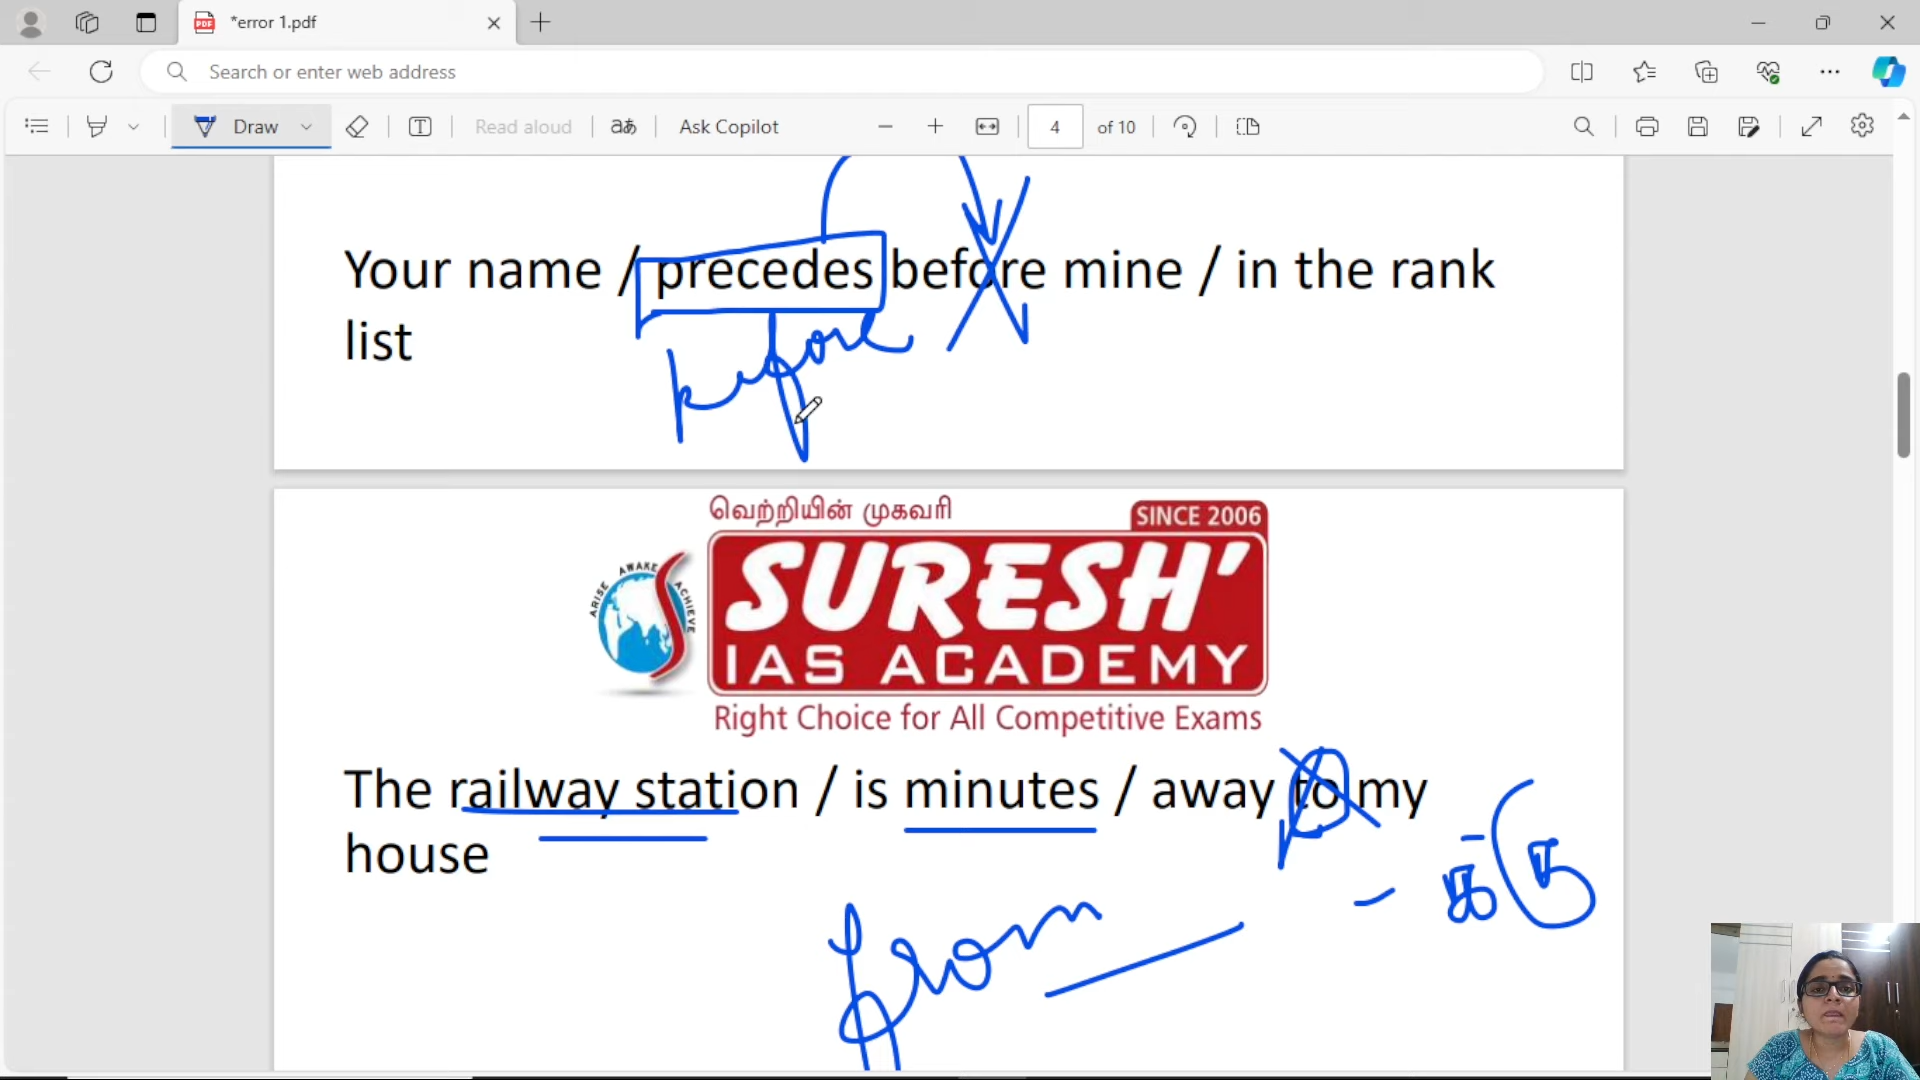 *error 1.pdf
Search or enter web address
Draw
Read aloud
aあ
Ask Copilot
4 of 10
Your name / precedes before mine / in the rank
list
before
வெற்றியின் முகவரி
SINCE 2006
ARISE AWAKE ACHIEVE
SURESH'
IAS ACADEMY
Right Choice for All Competitive Exams
The railway station / is minutes / away to my
house
from